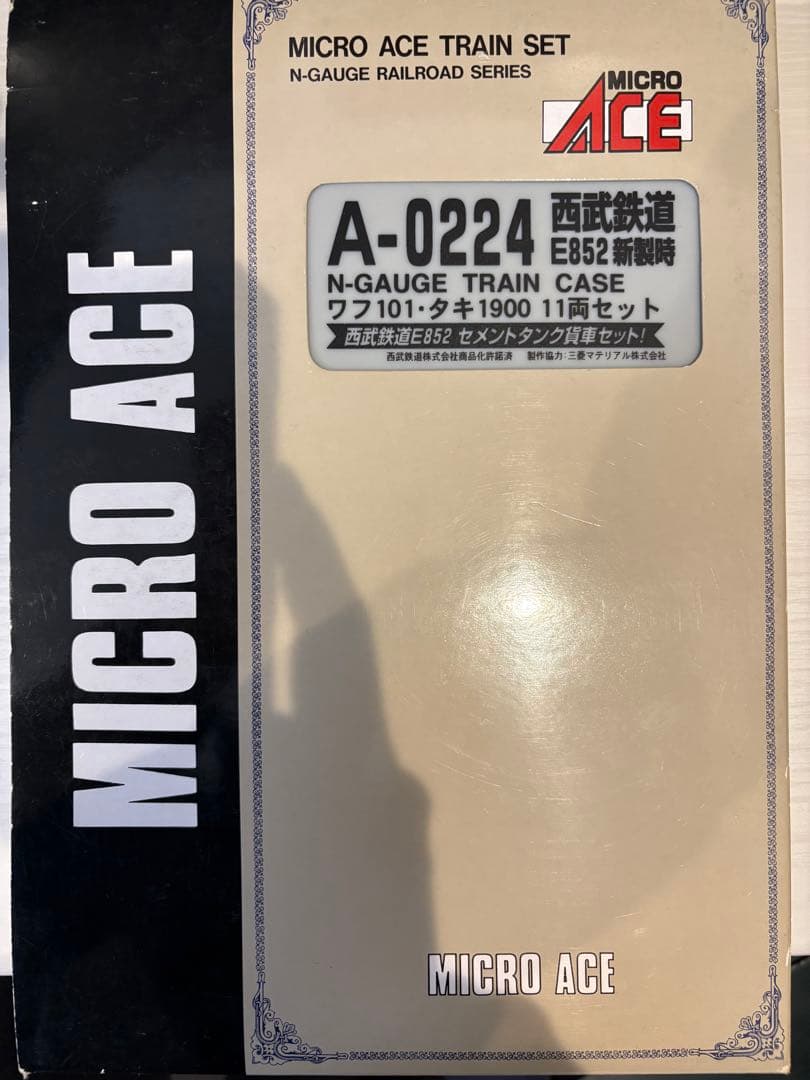 MICRO ACE TRAIN SET
N-GAUGE RAILROAD SERIES
MICRO
ACE
A-0224 西武鉄道
E852新製時
N-GAUGE TRAIN CASE
ワフ101・タキ1900 11両セット
西武鉄道E852 セメントタンク貨車セット!
西武鉄道株式会社商品化許諾済 製作協力:三菱マテリアル株式会社
MICRO ACE
MICRO ACE